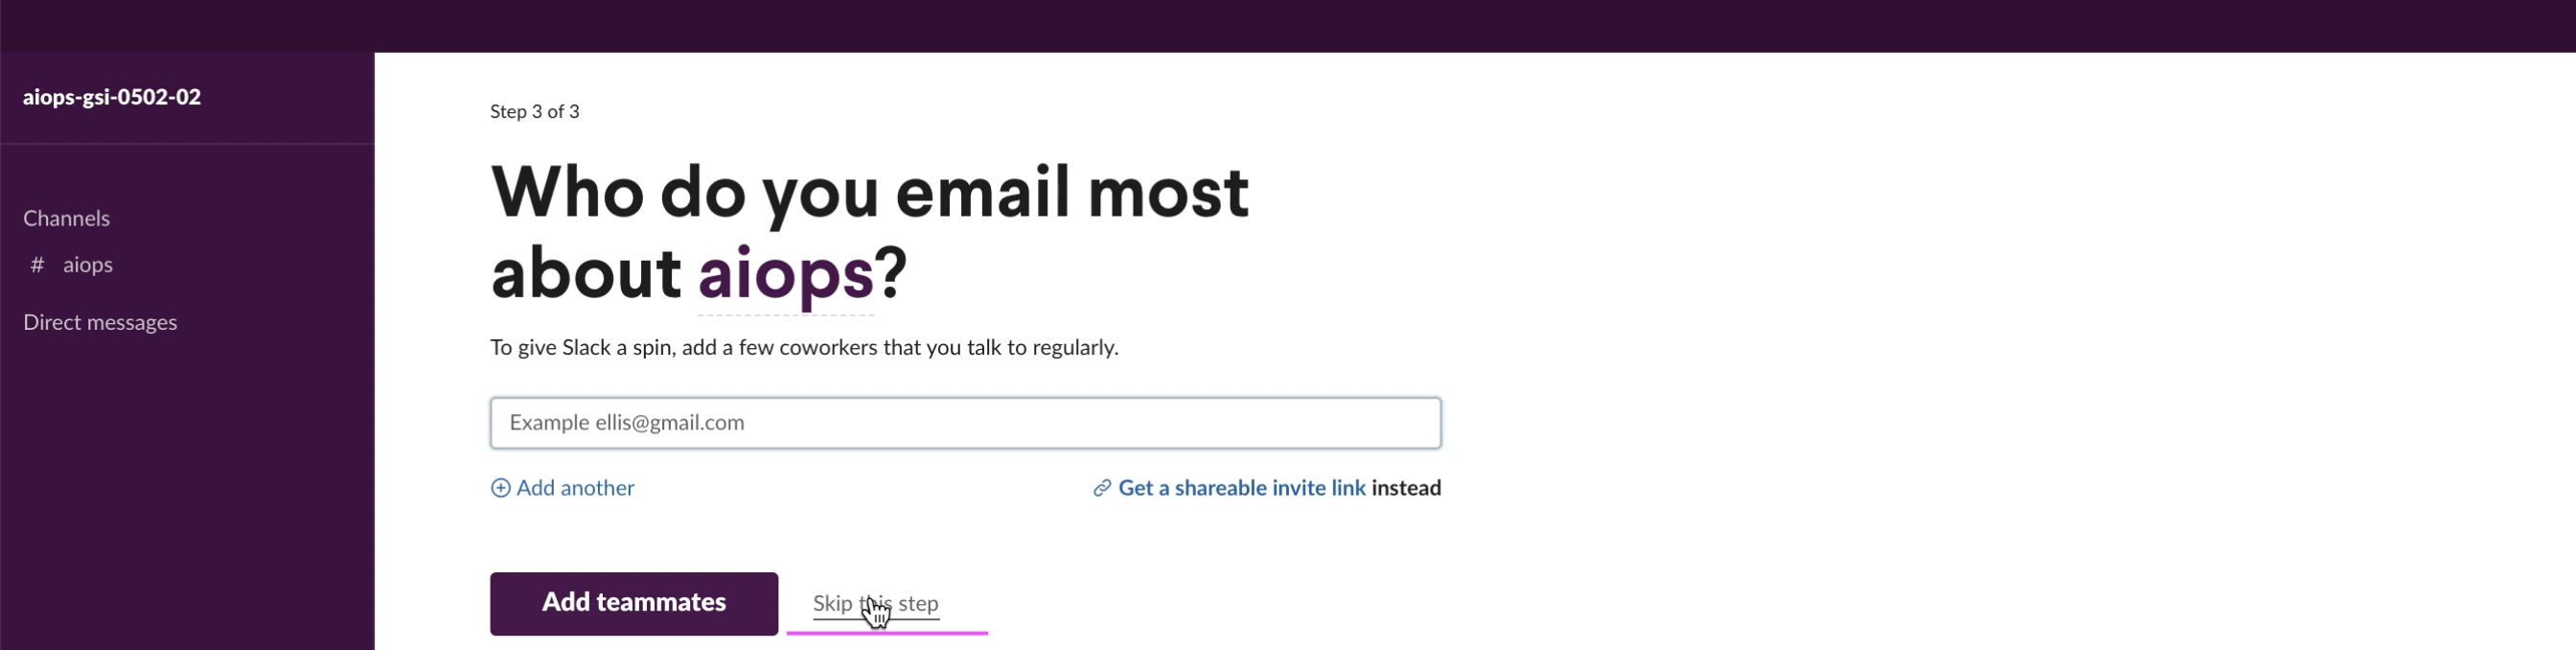 aiops-gsi-0502-02
Channels
# aiops
Direct messages
Step 3 of 3
Who do you email most
about aiops?
To give Slack a spin, add a few coworkers that you talk to regularly.
Example ellis@gmail.com
Add another
Get a shareable invite link instead
Add teammates
Skip this step